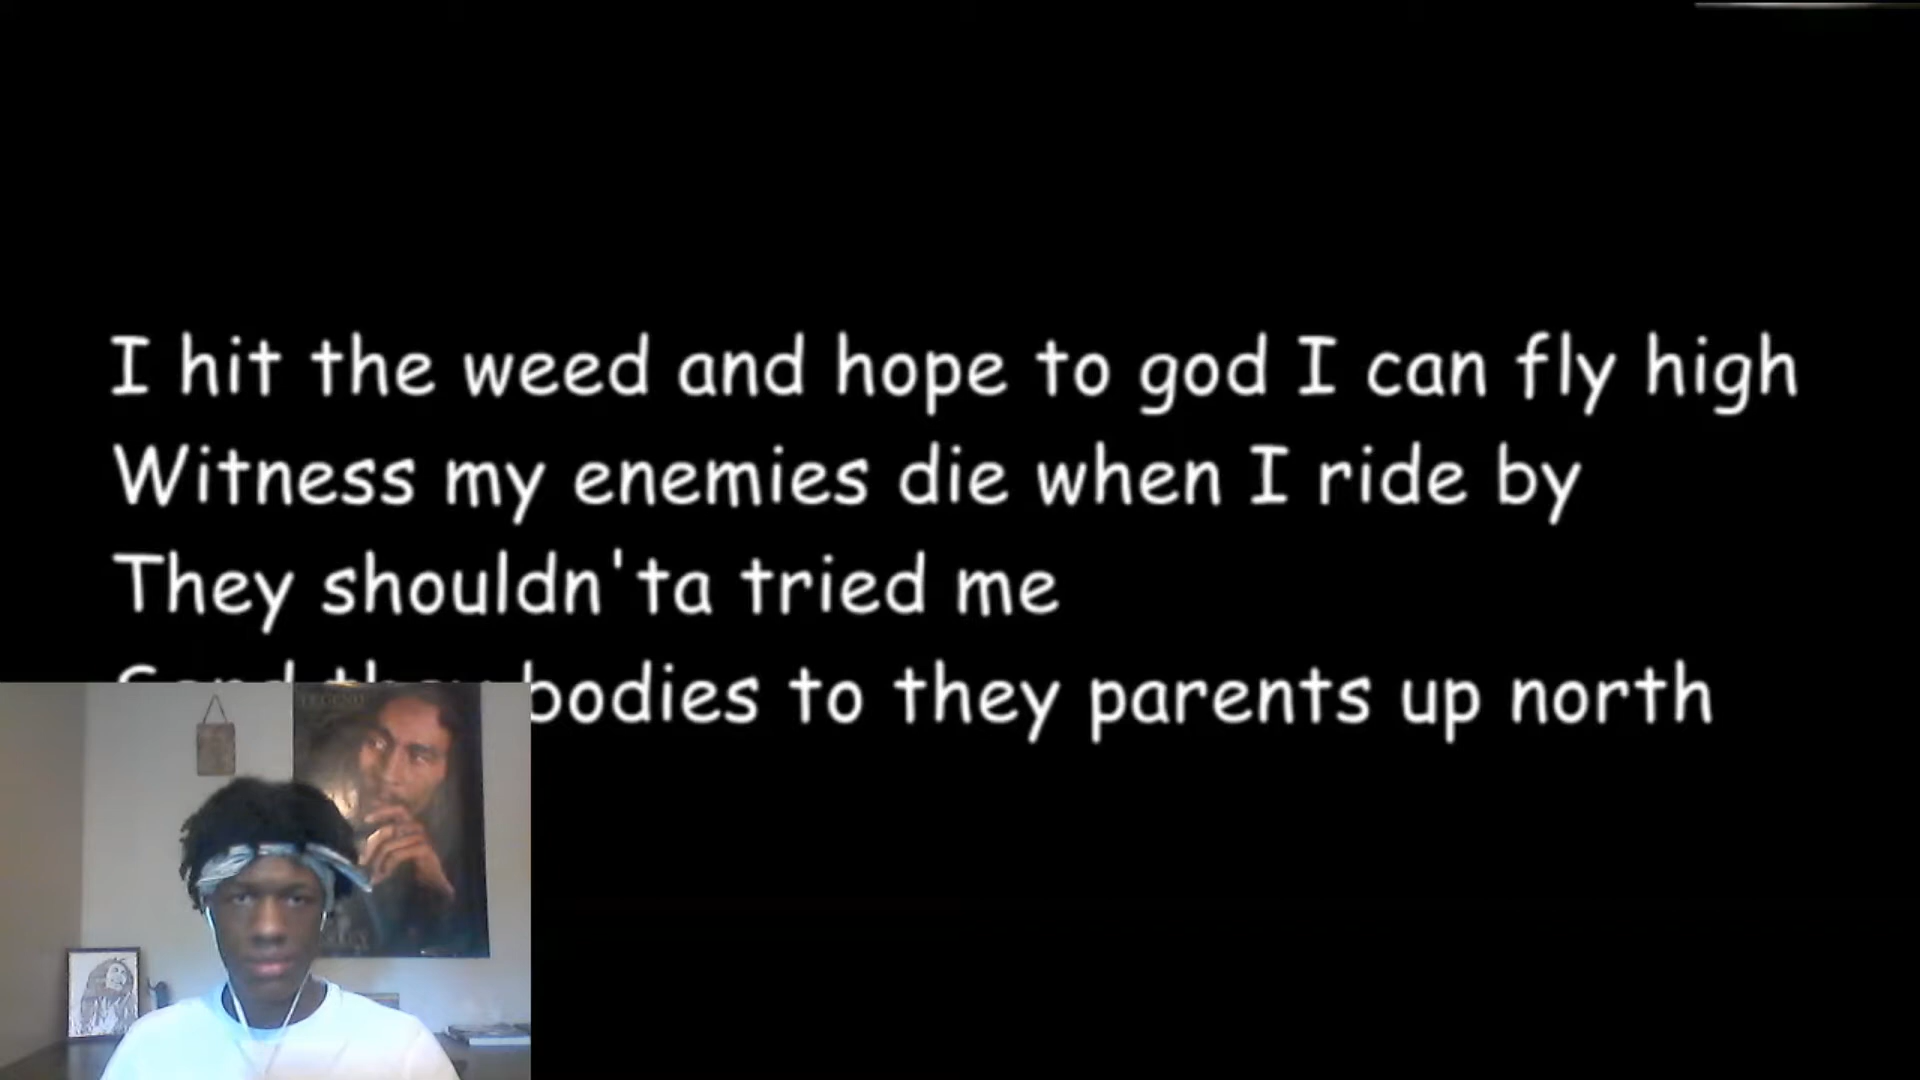 I hit the weed and hope to god I can fly high
Witness my enemies die when I ride by
They shouldn'ta tried me
bodies to they parents up north
LEGEND